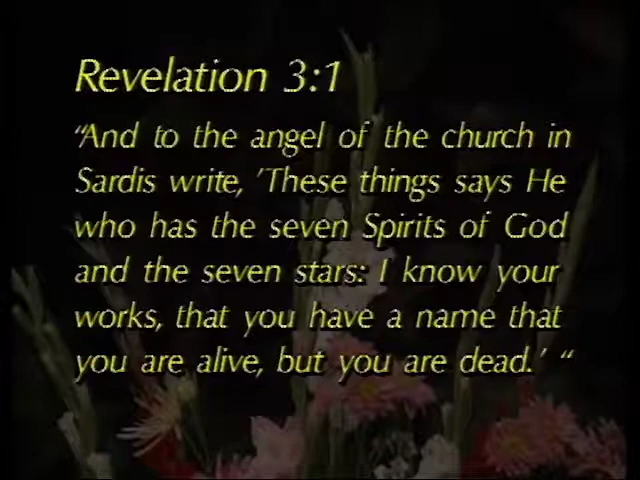 Revelation 3:1
“And to the angel of the church in
Sardis write, 'These things says He
who has the seven Spirits of God
and the seven stars: I know your
works, that you have a name that
you are alive, but you are dead.' “